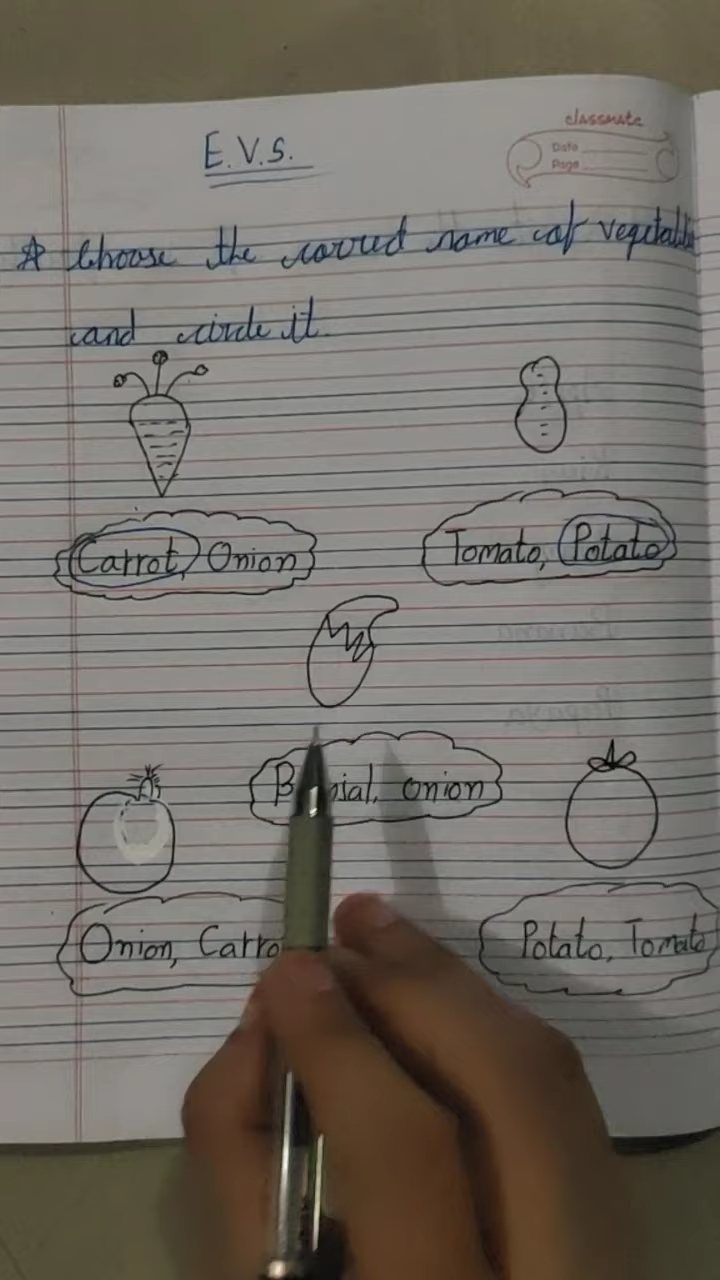 classmate
Date
Page
E.V.S.
Choose the correct name of vegetables
and circle it.
Carrot, Onion
Tomato, Potato
onion
Onion,
Potato, Tomato